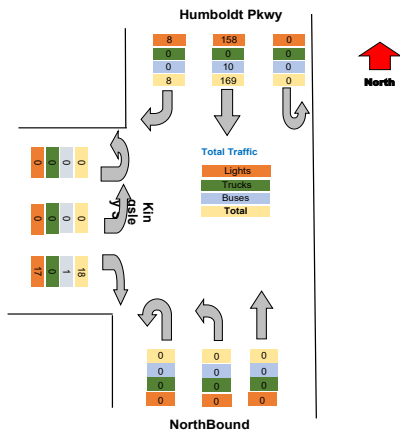 Humboldt Pkwy
8 158 0
0 0 0
0 10 0
8 169 0
North
Total Traffic
Lights
Trucks
Buses
Total
0 0 0 0
0 0 0 0
17 0 1 18
Kin
gsle
y S
0 0 0
0 0 0
0 0 0
0 0 0
NorthBound